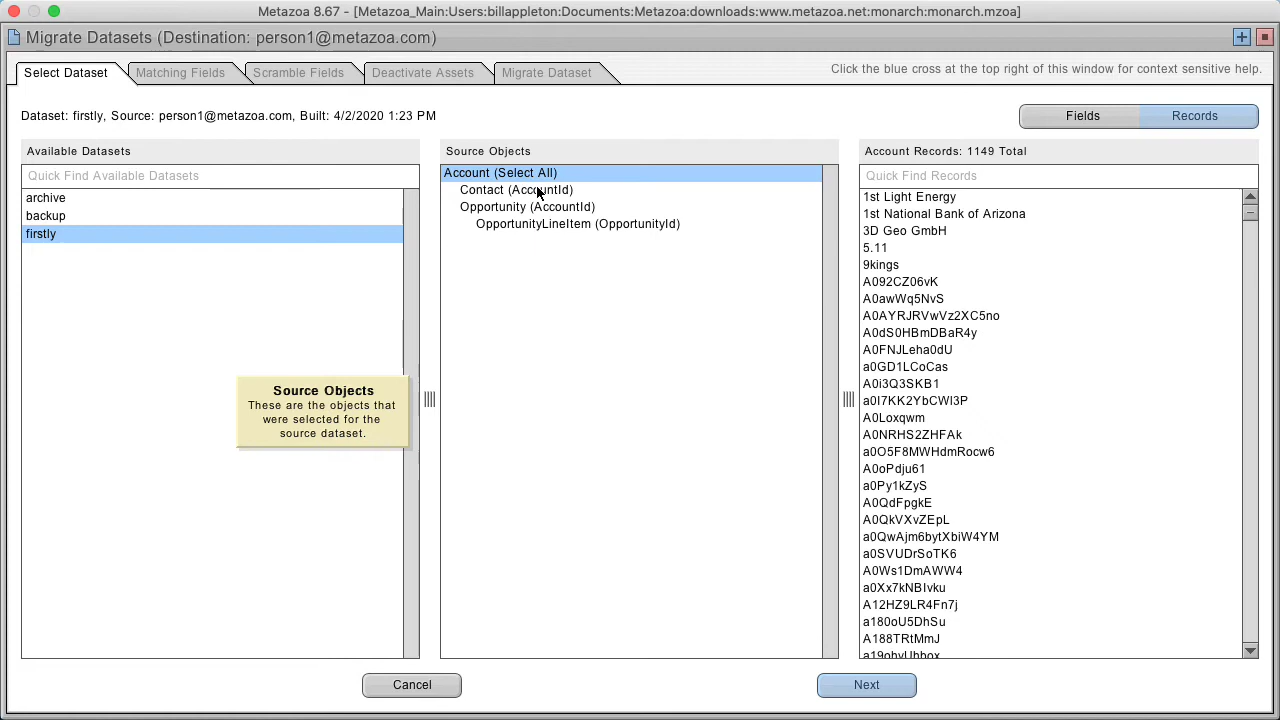 Metazoa 8.67 - [Metazoa_Main:Users:billappleton:Documents:Metazoa:downloads:www.metazoa.net:monarch:monarch.mzoa]
Migrate Datasets (Destination: person1@metazoa.com)
Select Dataset
Matching Fields
Scramble Fields
Deactivate Assets
Migrate Dataset
Click the blue cross at the top right of this window for context sensitive help.
Dataset: firstly, Source: person1@metazoa.com, Built: 4/2/2020 1:23 PM
Fields
Records
Available Datasets
Quick Find Available Datasets
archive
backup
firstly
Source Objects
These are the objects that
were selected for the
source dataset.
Source Objects
Account (Select All)
Contact (AccountId)
Opportunity (AccountId)
OpportunityLineItem (OpportunityId)
Account Records: 1149 Total
Quick Find Records
1st Light Energy
1st National Bank of Arizona
3D Geo GmbH
5.11
9kings
A092CZ06vK
A0awWq5NvS
A0AYRJRVwVz2XC5no
A0dS0HBmDBaR4y
A0FNJLeha0dU
a0GD1LCoCas
A0i3Q3SKB1
a0I7KK2YbCWl3P
A0Loxqwm
A0NRHS2ZHFAk
a0O5F8MWHdmRocw6
A0oPdju61
a0Py1kZyS
A0QdFpgkE
A0QkVXvZEpL
a0QwAjm6bytXbiW4YM
a0SVUDrSoTK6
A0Ws1DmAWW4
a0Xx7kNBIvku
A12HZ9LR4Fn7j
a180oU5DhSu
A188TRtMmJ
Cancel
Next